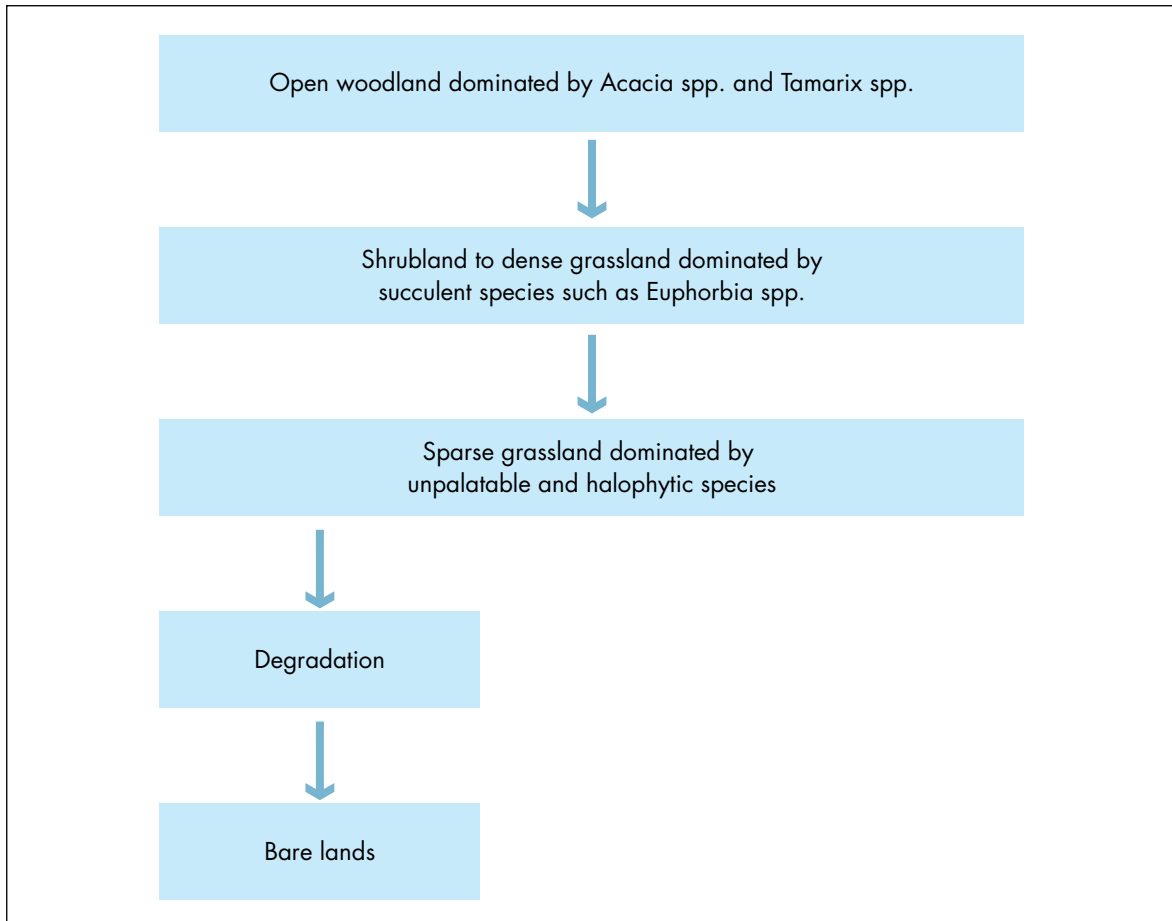 Open woodland dominated by Acacia spp. and Tamarix spp.
Shrubland to dense grassland dominated by
succulent species such as Euphorbia spp.
Sparse grassland dominated by
unpalatable and halophytic species
Degradation
Bare lands